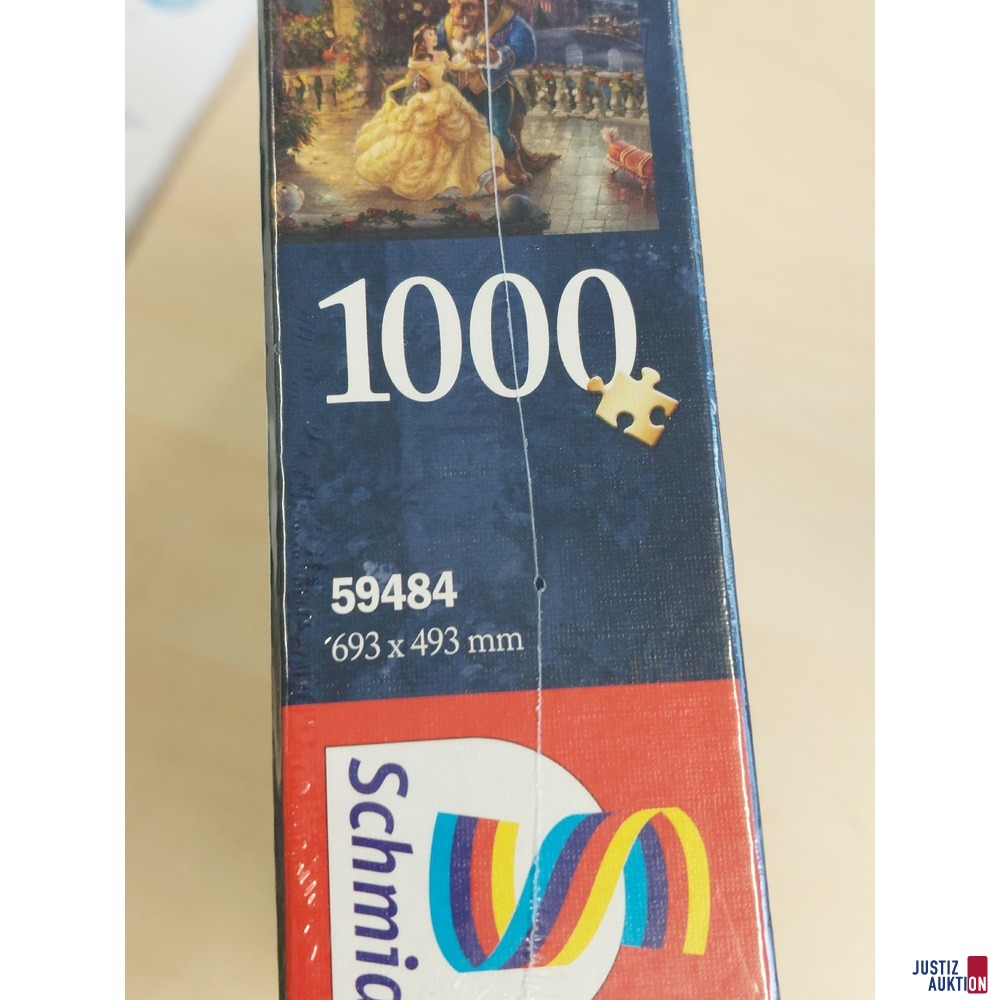 1000
59484
693 x 493 mm
Schmid
JUSTIZ
AUKTION